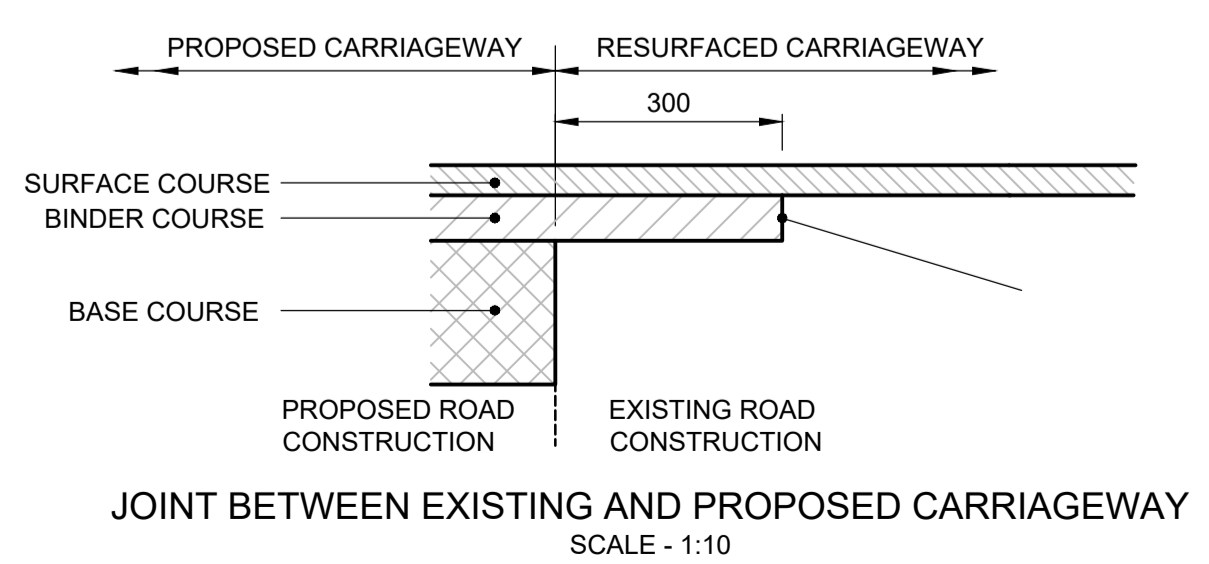 PROPOSED CARRIAGEWAY
RESURFACED CARRIAGEWAY
300
SURFACE COURSE
BINDER COURSE
BASE COURSE
PROPOSED ROAD
CONSTRUCTION
EXISTING ROAD
CONSTRUCTION
JOINT BETWEEN EXISTING AND PROPOSED CARRIAGEWAY
SCALE - 1:10